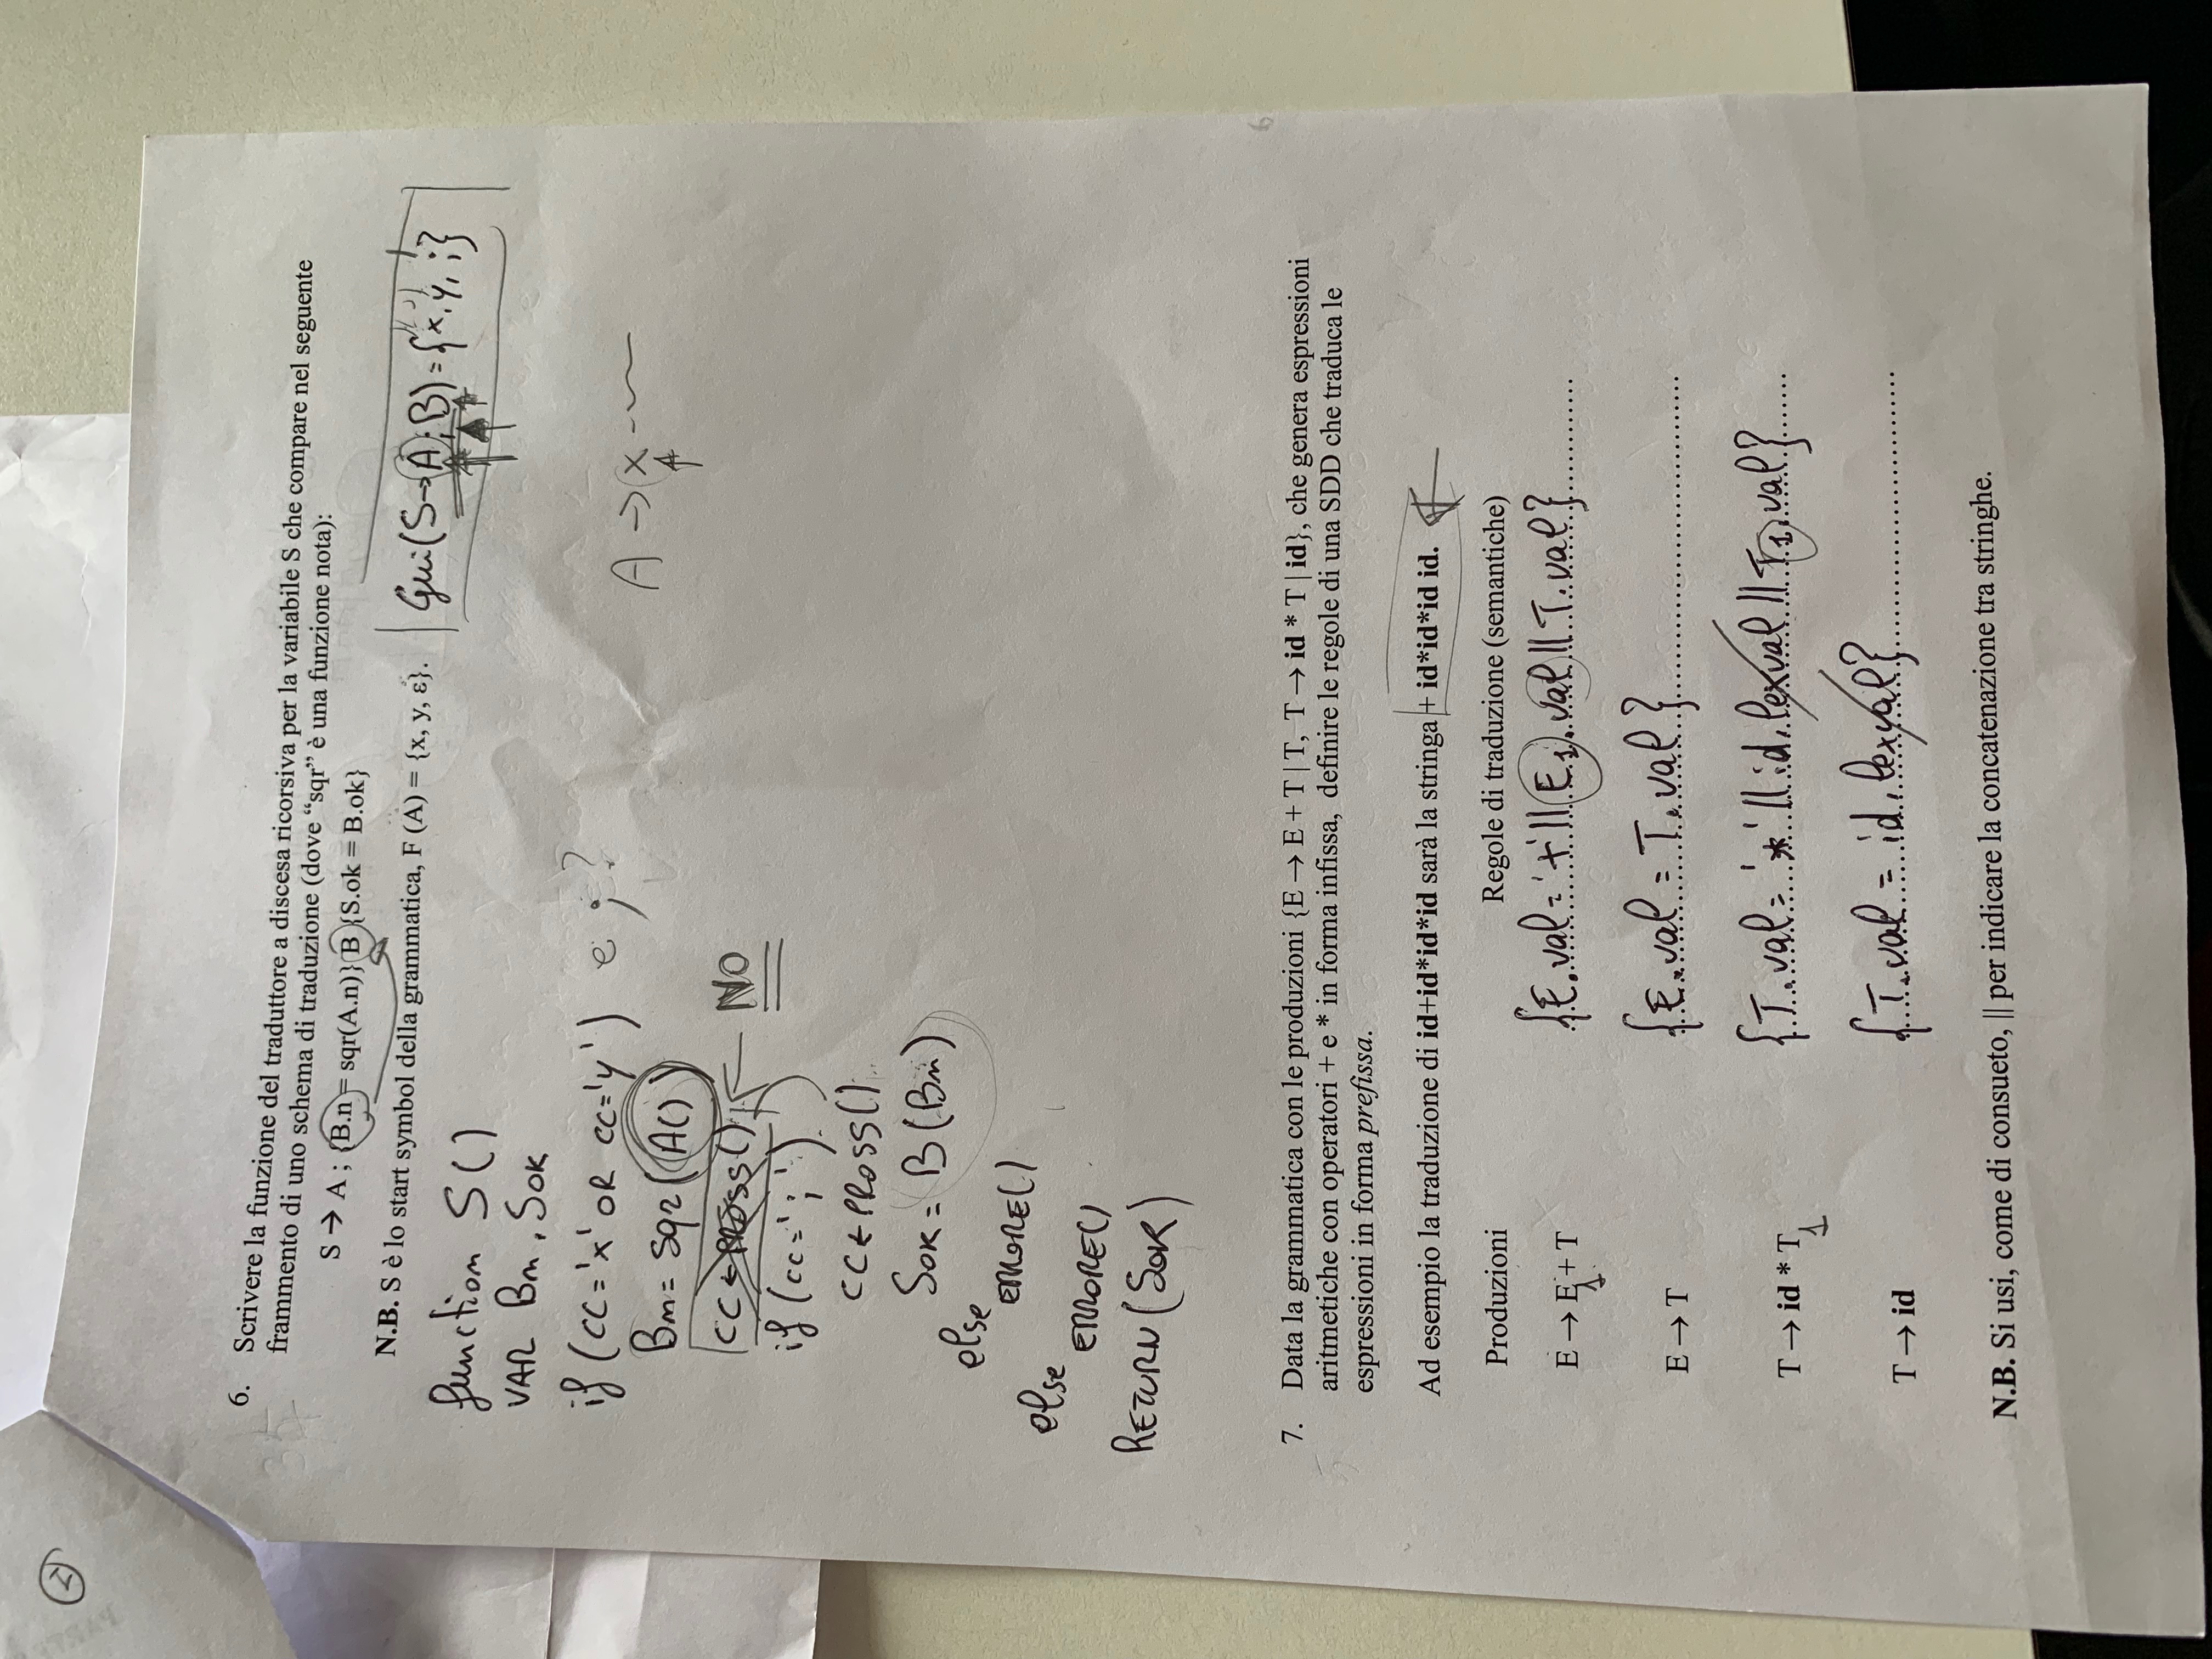 6. Scrivere la funzione del traduttore a discesa ricorsiva per la variabile S che compare nel seguente
frammento di uno schema di traduzione (dove “sqr” è una funzione nota):
S → A ; {B.n = sqr(A.n)} B {S.ok = B.ok}
N.B. S è lo start symbol della grammatica, F (A) = {x, y, ε}.
Gui(S→A;B)={x,y,;}
function S()
VAR Bn, Sok
if (cc='x' OR cc='y') e ;?
A → x
Bn= sqr(A())
cc ← PROSS() NO
if (cc=';')
cc ← PROSS()
Sok = B(Bn)
else
ERRORE()
else
ERRORE()
RETURN(Sok)
7. Data la grammatica con le produzioni {E → E + T | T, T → id * T | id}, che genera espressioni
aritmetiche con operatori + e * in forma infissa, definire le regole di una SDD che traduca le
espressioni in forma prefissa.
Ad esempio la traduzione di id+id*id*id sarà la stringa + id*id*id id.
Produzioni Regole di traduzione (semantiche)
E → E1 + T {E.val = '+' || E1.val || T.val}
E → T {E.val = T.val}
T → id * T1 {T.val = '*' || id.lexval || T1.val}
T → id {T.val = id.lexval}
N.B. Si usi, come di consueto, || per indicare la concatenazione tra stringhe.